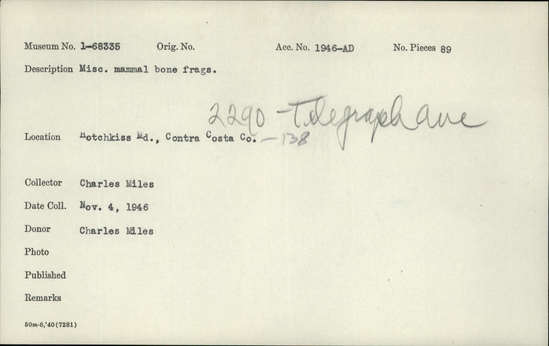 Museum No. 1-68335 Orig. No. Acc. No. 1946-AD No. Pieces 89
Description Misc. mammal bone frags.
2290 - Telegraph Ave
Location Hotchkiss Md., Contra Costa Co. - 138
Collector Charles Miles
Date Coll. Nov. 4, 1946
Donor Charles Miles
Photo
Published
Remarks
50m-8,'40(7281)